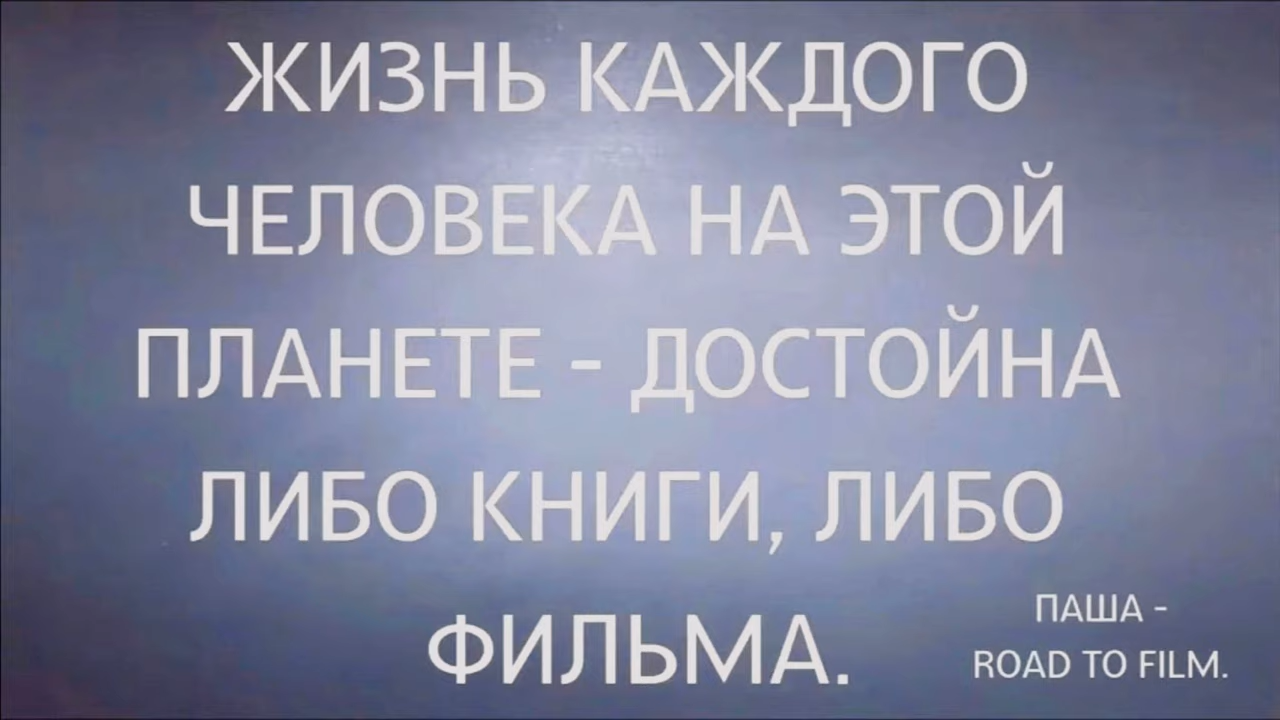 ЖИЗНЬ КАЖДОГО
ЧЕЛОВЕКА НА ЭТОЙ
ПЛАНЕТЕ - ДОСТОЙНА
ЛИБО КНИГИ, ЛИБО
ФИЛЬМА.
ПАША -
ROAD TO FILM.